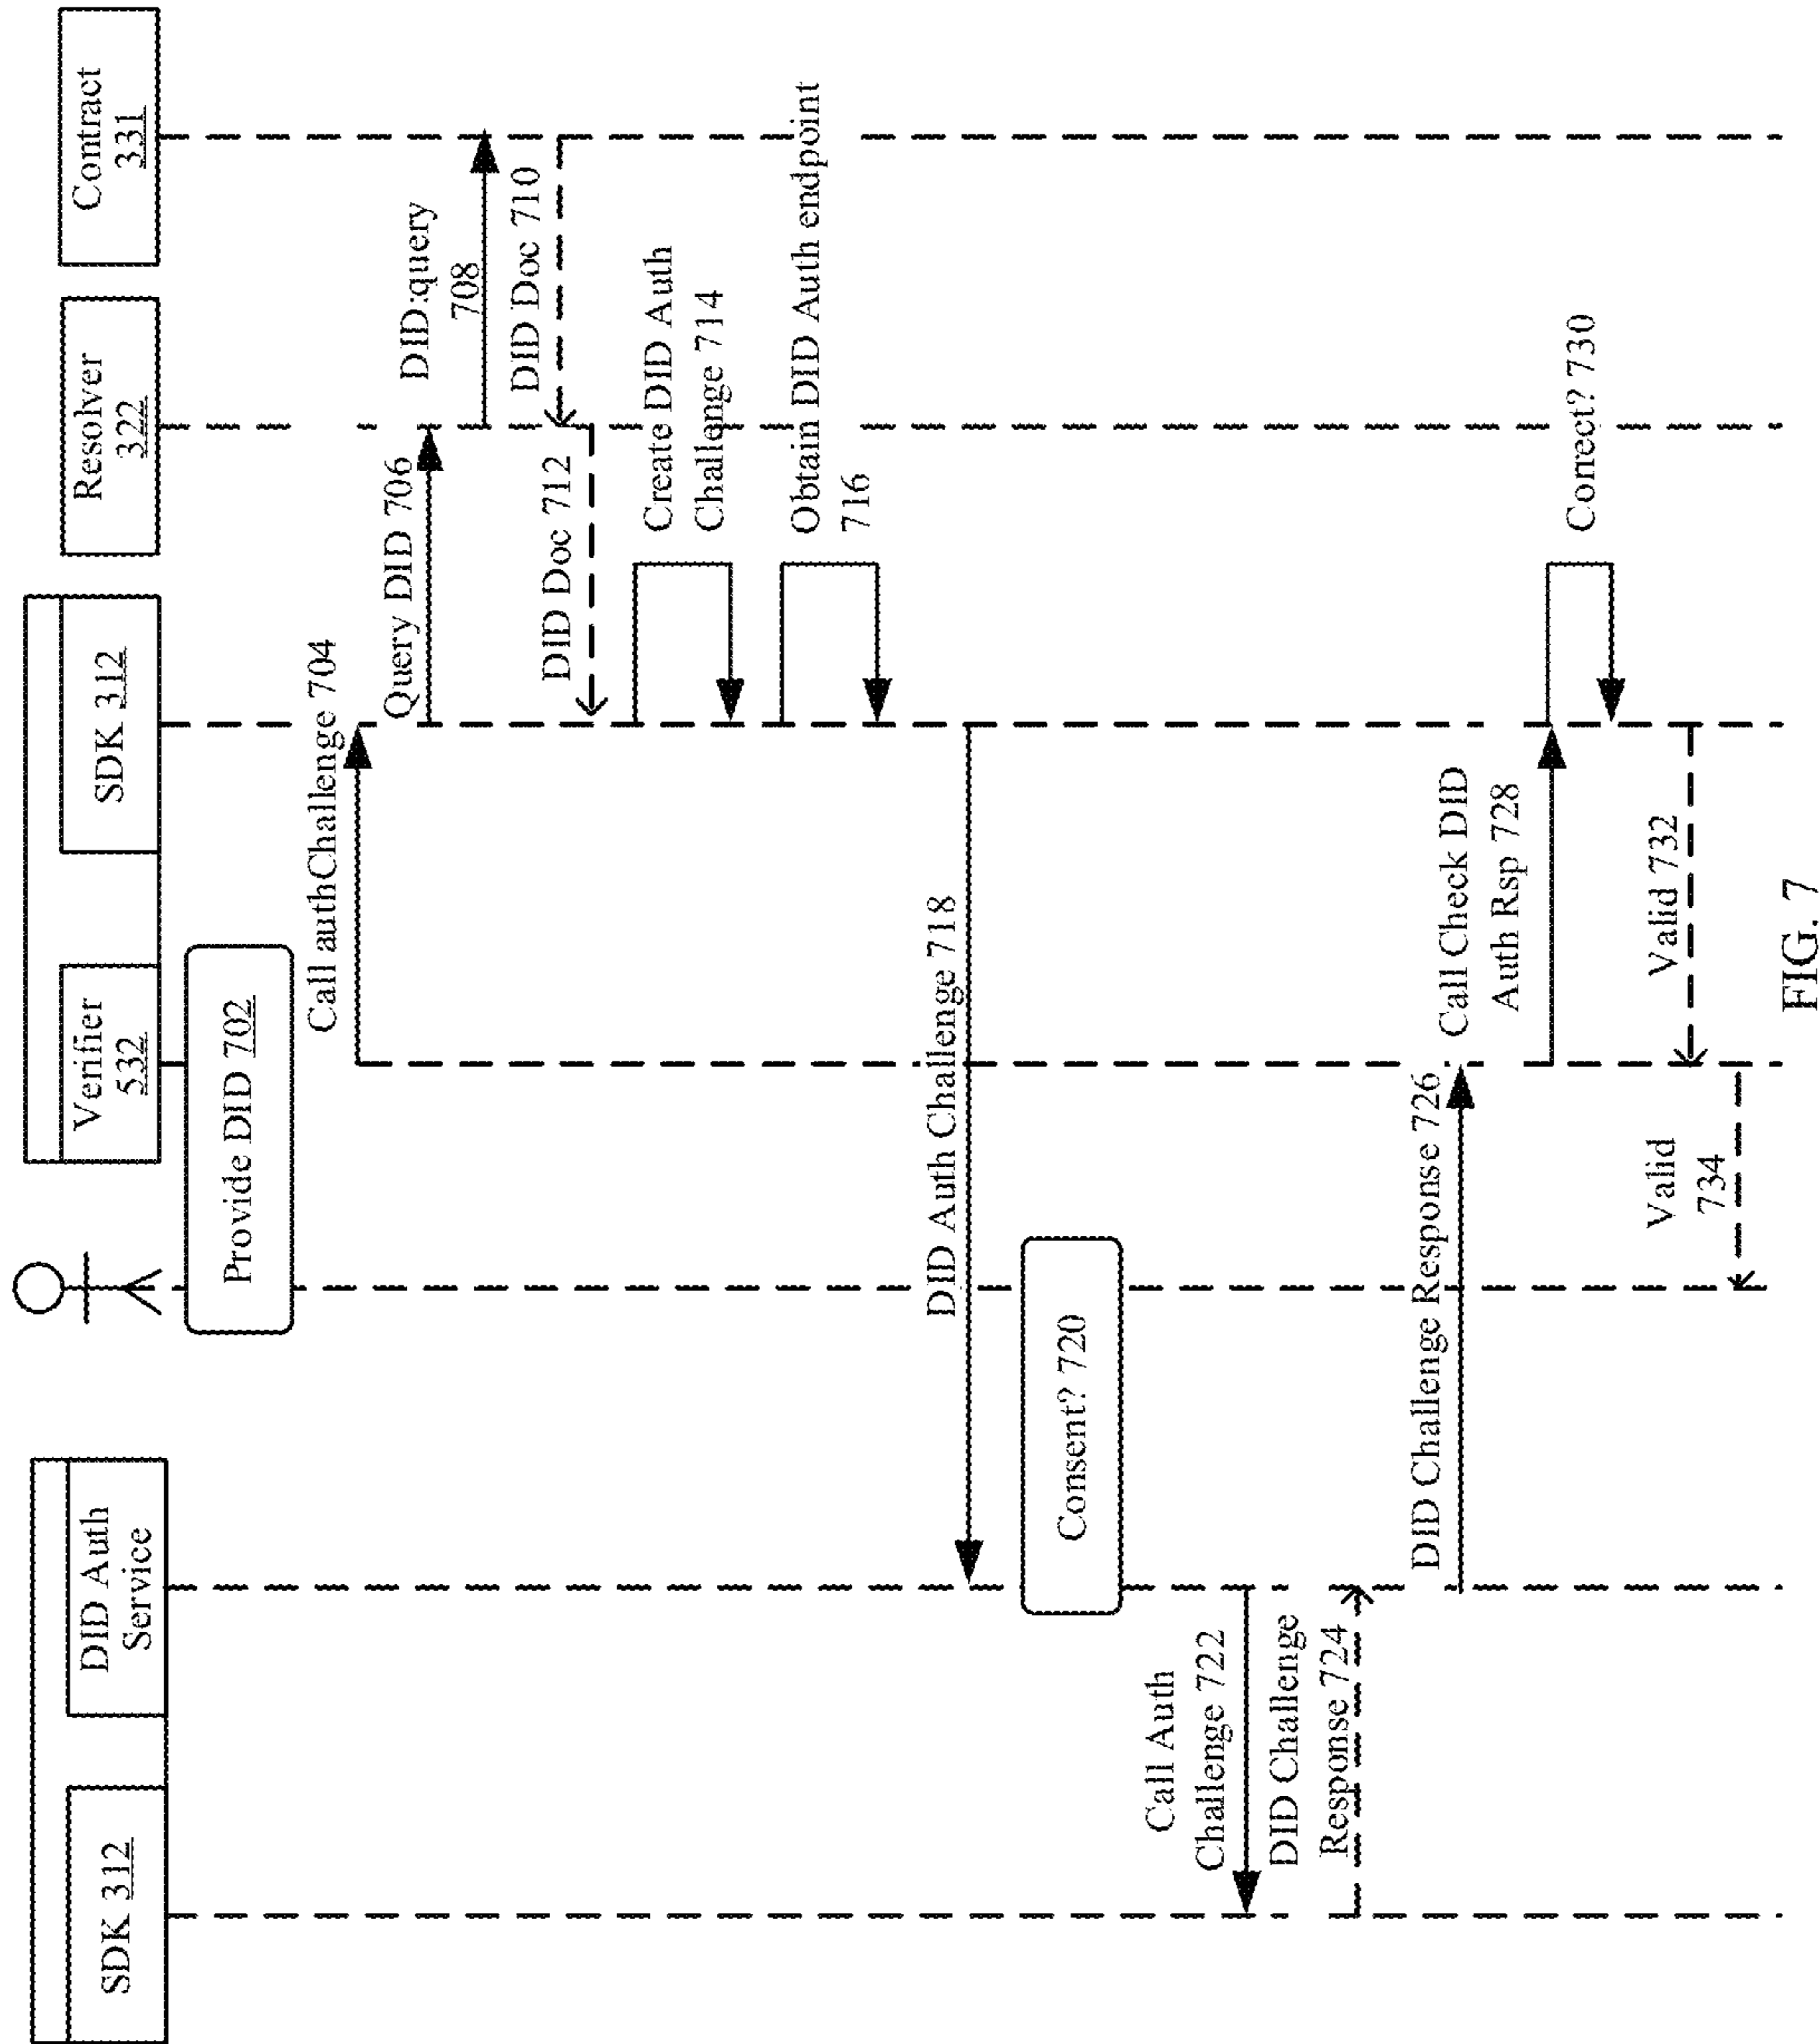 SDK 312
DID Auth
Service
Verifier
532
SDK 312
Resolver
322
Contract
331
Provide DID 702
Call authChallenge 704
Query DID 706
DID:query
708
DID Doc 710
DID Doc 712
Create DID Auth
Challenge 714
Obtain DID Auth endpoint
716
DID Auth Challenge 718
Consent? 720
Call Auth
Challenge 722
DID Challenge
Response 724
DID Challenge Response 726
Call Check DID
Auth Rsp 728
Correct? 730
Valid 732
Valid
734
FIG. 7